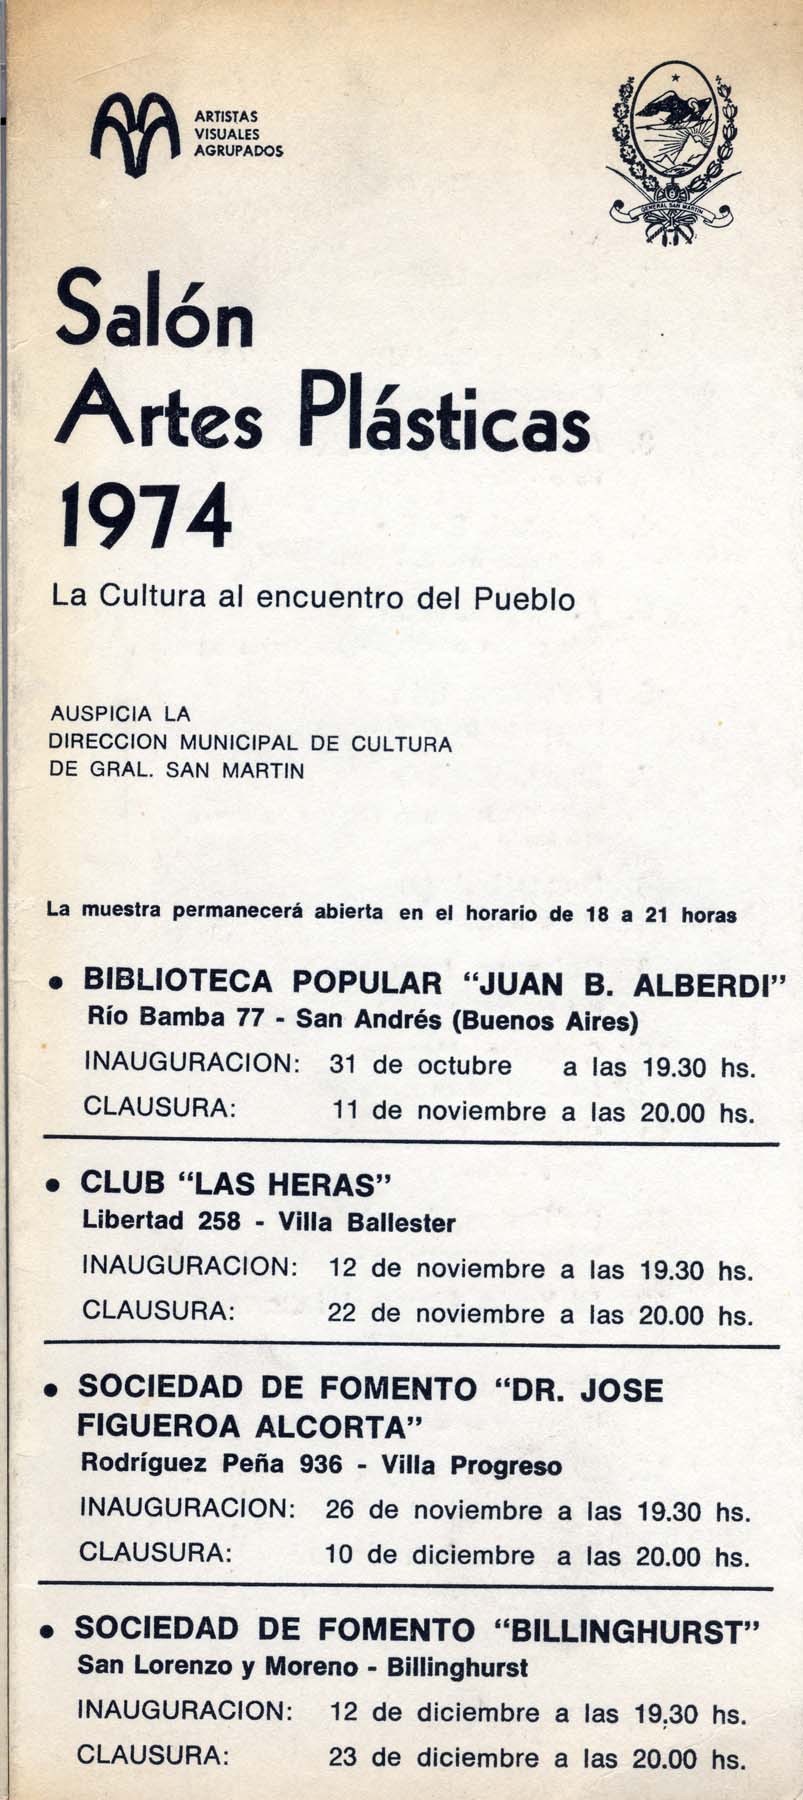 ARTISTAS
VISUALES
AGRUPADOS
GENERAL SAN MARTIN
Salón
Artes Plásticas
1974
La Cultura al encuentro del Pueblo
AUSPICIA LA
DIRECCION MUNICIPAL DE CULTURA
DE GRAL. SAN MARTIN
La muestra permanecerá abierta en el horario de 18 a 21 horas
• BIBLIOTECA POPULAR “JUAN B. ALBERDI”
Río Bamba 77 - San Andrés (Buenos Aires)
INAUGURACION: 31 de octubre a las 19.30 hs.
CLAUSURA: 11 de noviembre a las 20.00 hs.
• CLUB “LAS HERAS”
Libertad 258 - Villa Ballester
INAUGURACION: 12 de noviembre a las 19.30 hs.
CLAUSURA: 22 de noviembre a las 20.00 hs.
• SOCIEDAD DE FOMENTO “DR. JOSE
FIGUEROA ALCORTA”
Rodríguez Peña 936 - Villa Progreso
INAUGURACION: 26 de noviembre a las 19.30 hs.
CLAUSURA: 10 de diciembre a las 20.00 hs.
• SOCIEDAD DE FOMENTO “BILLINGHURST”
San Lorenzo y Moreno - Billinghurst
INAUGURACION: 12 de diciembre a las 19.30 hs.
CLAUSURA: 23 de diciembre a las 20.00 hs.